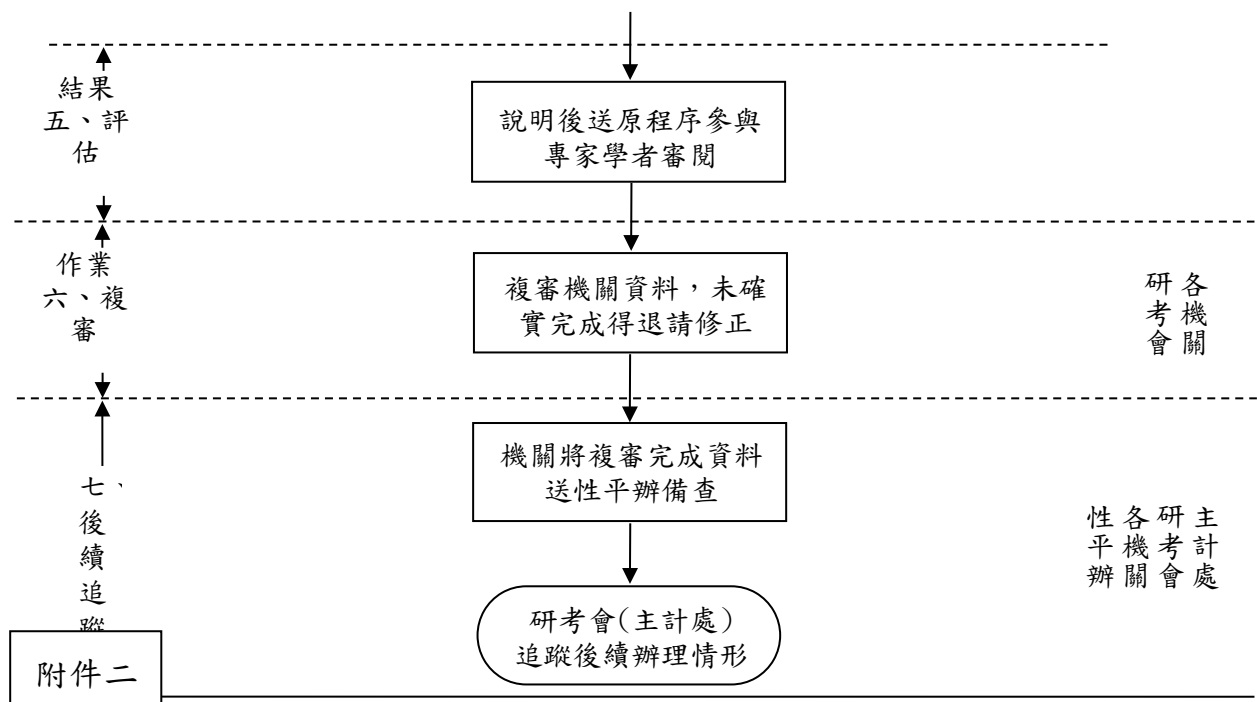 結果
五、評
估
說明後送原程序參與
專家學者審閱
作業
六、複
審
複審機關資料，未確
實完成得退請修正
各機關
研考會
七、
後
續
追
蹤
機關將複審完成資料
送性平辦備查
主計處
研考會
各機關
性平辦
研考會(主計處)
追蹤後續辦理情形
附件二